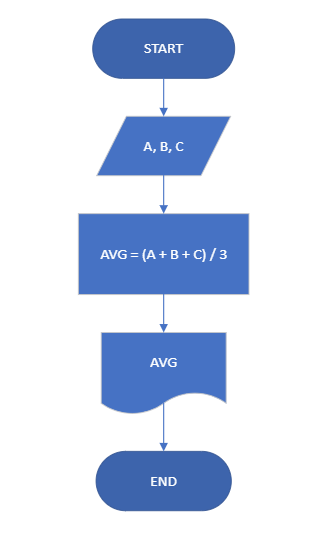 START
A, B, C
AVG = (A + B + C) / 3
AVG
END